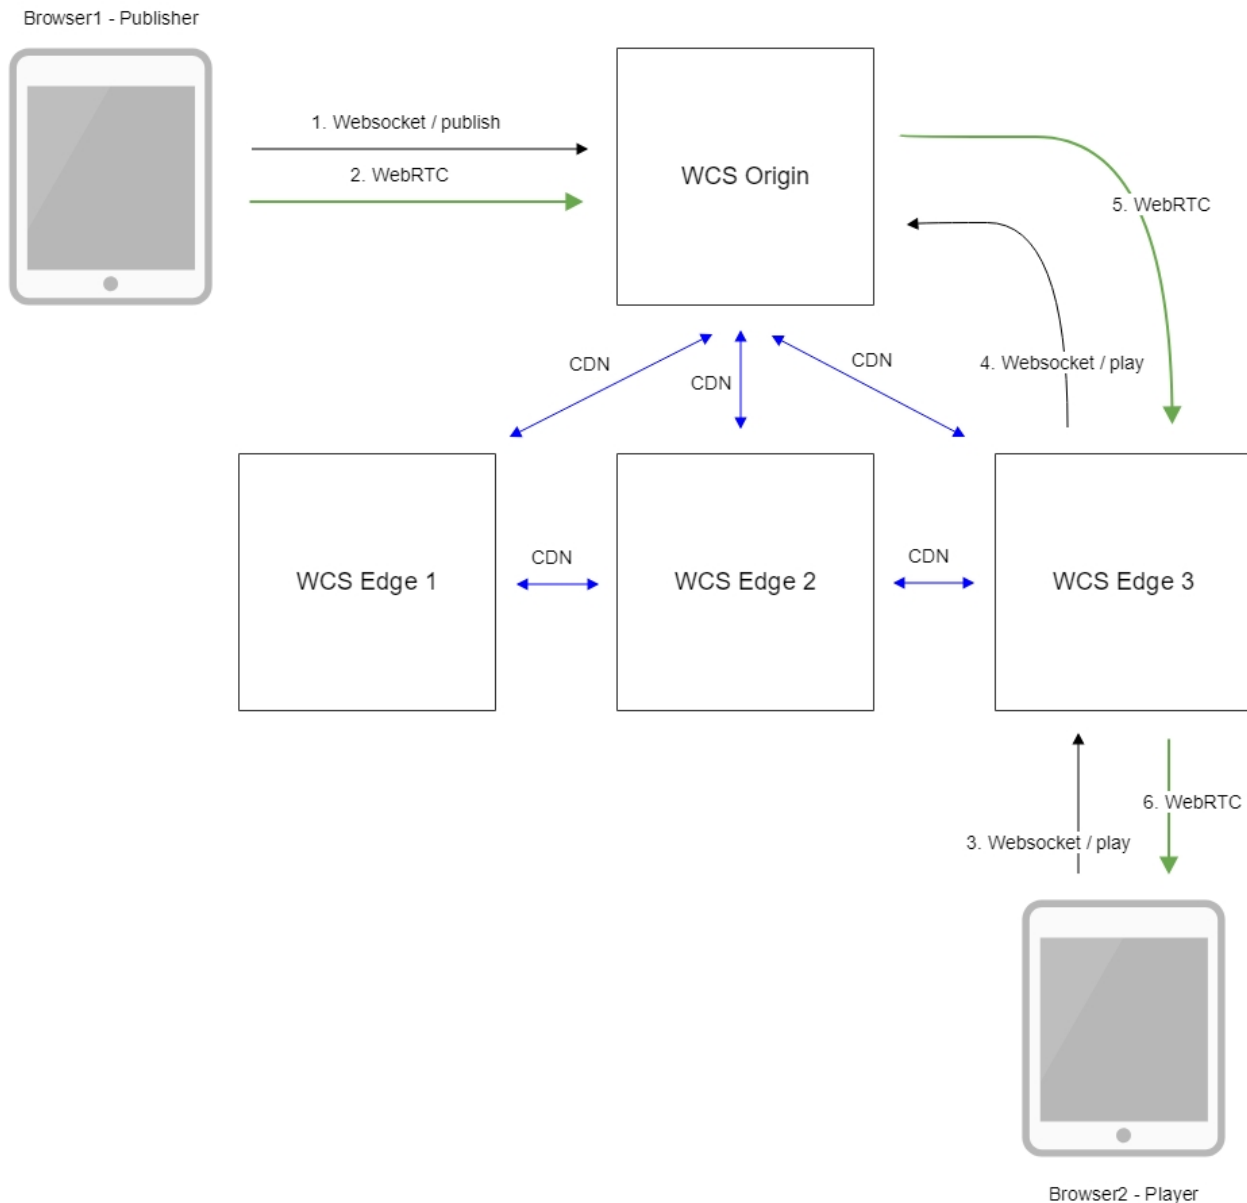 Browser1 - Publisher
1. Websocket / publish
2. WebRTC
WCS Origin
5. WebRTC
4. Websocket / play
CDN
CDN
CDN
WCS Edge 1
CDN
WCS Edge 2
CDN
WCS Edge 3
6. WebRTC
3. Websocket / play
Browser2 - Player